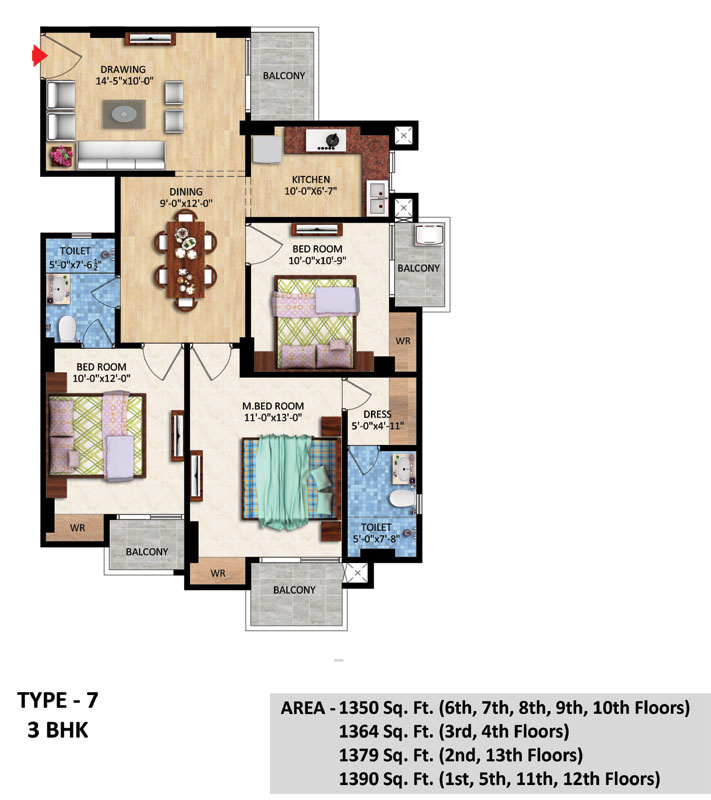 DRAWING
14'-5"x10'-0"
BALCONY
KITCHEN
10'-0"X6'-7"
DINING
9'-0"x12'-0"
TOILET
5'-0"x7'-6½"
BED ROOM
10'-0"x10'-9"
BALCONY
WR
BED ROOM
10'-0"x12'-0"
M.BED ROOM
11'-0"x13'-0"
DRESS
5'-0"x4'-11"
WR
BALCONY
TOILET
5'-0"x7'-8"
WR
BALCONY
TYPE - 7
3 BHK
AREA - 1350 Sq. Ft. (6th, 7th, 8th, 9th, 10th Floors)
1364 Sq. Ft. (3rd, 4th Floors)
1379 Sq. Ft. (2nd, 13th Floors)
1390 Sq. Ft. (1st, 5th, 11th, 12th Floors)